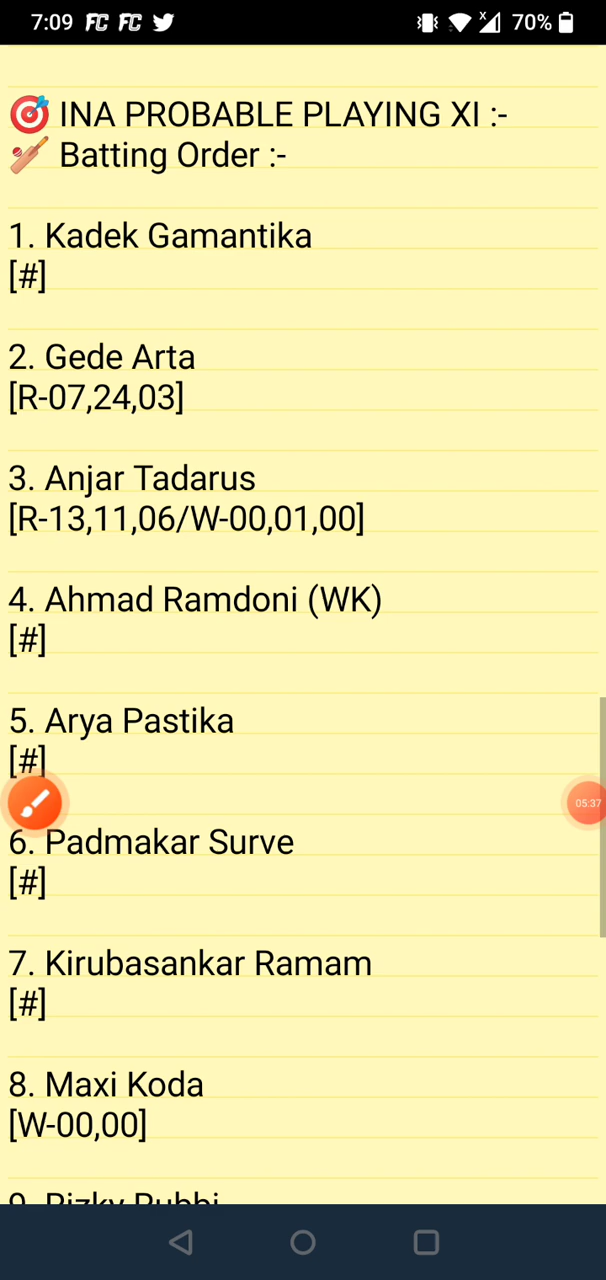 7:09 FC FC 70%
INA PROBABLE PLAYING XI :-
Batting Order :-
1. Kadek Gamantika
[#]
2. Gede Arta
[R-07,24,03]
3. Anjar Tadarus
[R-13,11,06/W-00,01,00]
4. Ahmad Ramdoni (WK)
[#]
5. Arya Pastika
[#]
05:37
6. Padmakar Surve
[#]
7. Kirubasankar Ramam
[#]
8. Maxi Koda
[W-00,00]